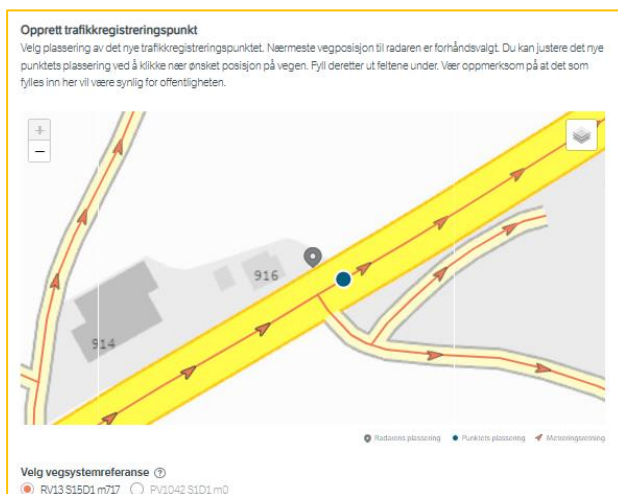 Opprett trafikkregistreringspunkt
Velg plassering av det nye trafikkregistreringspunktet. Nærmeste vegposisjon til radaren er forhåndsvalgt. Du kan justere det nye
punktets plassering ved å klikke nær ønsket posisjon på vegen. Fyll deretter ut feltene under. Vær oppmerksom på at det som
fylles inn her vil være synlig for offentligheten.
+
−
916
914
Radarens plassering Punktets plassering Metreringsretning
Velg vegsystemreferanse ?
RV13 S15D1 m717 PV1042 S1D1 m0